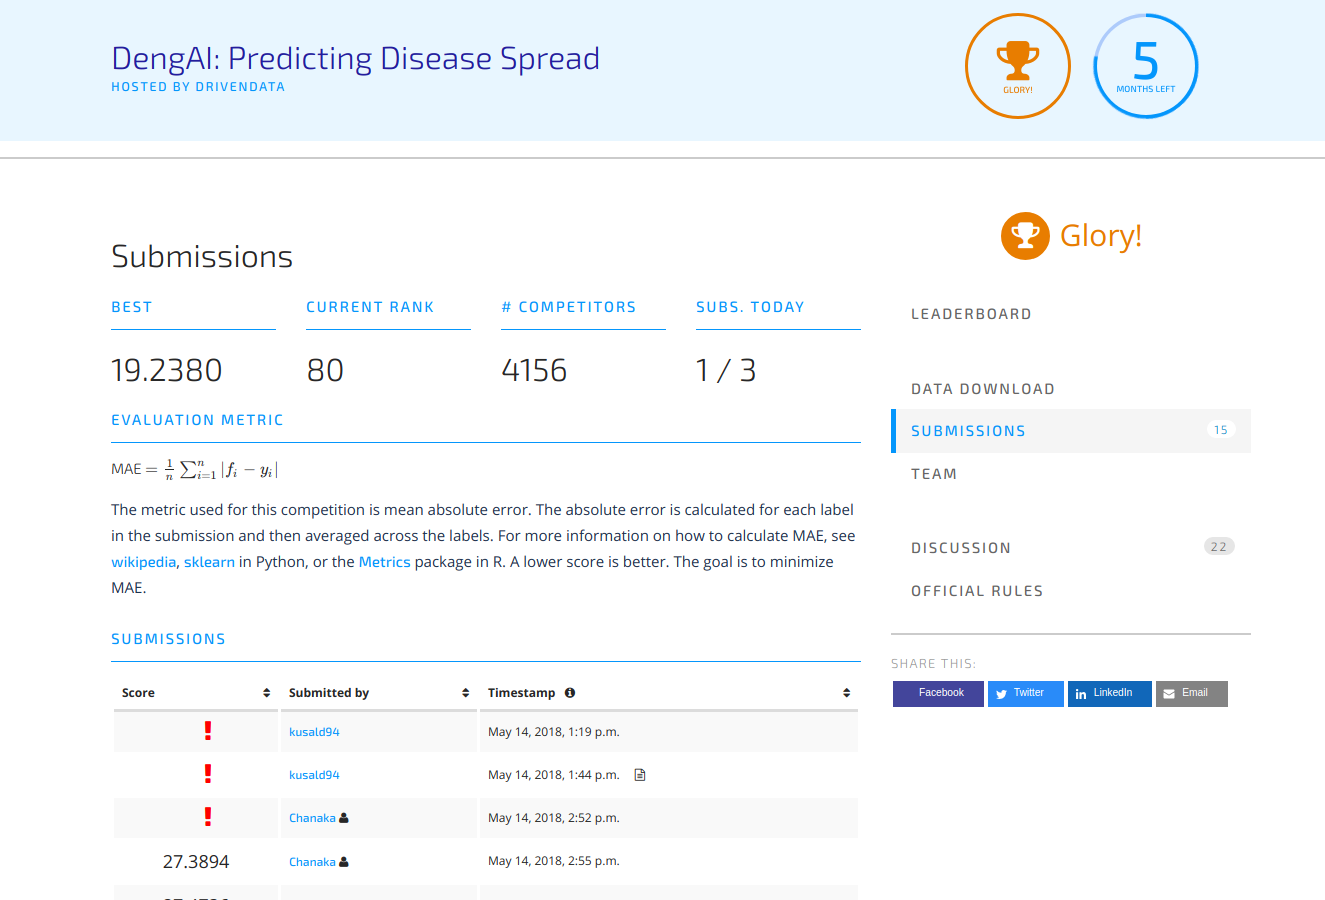 DengAI: Predicting Disease Spread
HOSTED BY DRIVENDATA
GLORY!
5
MONTHS LEFT
Glory!
Submissions
BEST
CURRENT RANK
# COMPETITORS
SUBS. TODAY
19.2380
80
4156
1 / 3
EVALUATION METRIC
MAE = 1/n ∑ⁿᵢ₌₁ |fᵢ − yᵢ|
The metric used for this competition is mean absolute error. The absolute error is calculated for each label
in the submission and then averaged across the labels. For more information on how to calculate MAE, see
wikipedia, sklearn in Python, or the Metrics package in R. A lower score is better. The goal is to minimize
MAE.
SUBMISSIONS
Score
Submitted by
Timestamp
! kusald94 May 14, 2018, 1:19 p.m.
! kusald94 May 14, 2018, 1:44 p.m.
! Chanaka May 14, 2018, 2:52 p.m.
27.3894 Chanaka May 14, 2018, 2:55 p.m.
LEADERBOARD
DATA DOWNLOAD
SUBMISSIONS 15
TEAM
DISCUSSION 22
OFFICIAL RULES
SHARE THIS:
Facebook
Twitter
LinkedIn
Email